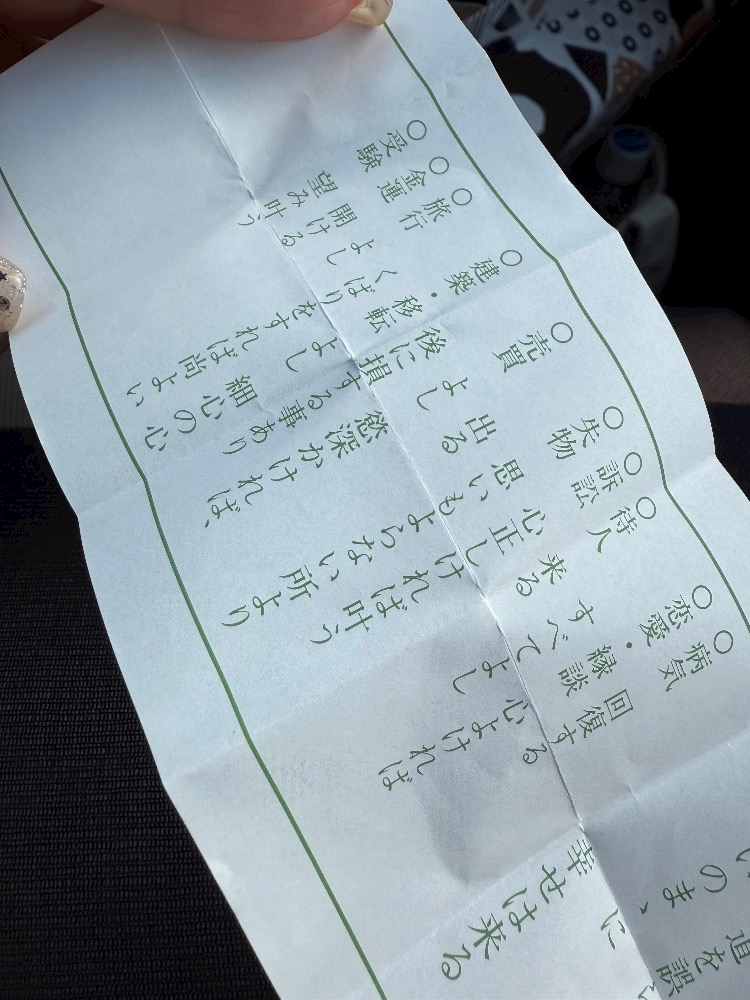 道を誤
のまゝに
幸せは来る
○病気 回復する
○恋愛・縁談 心よければ
すべてよし
○待人 来る
○訴訟 心正しければ叶う
○失物 思いもよらない所より
出る
○売買 よし 慾深かければ、
後に損する事あり
○建築・移転 よし 細心の心
くばりをすれば尚よい
○旅行 よし
○金運 開ける
○受験 望み叶う